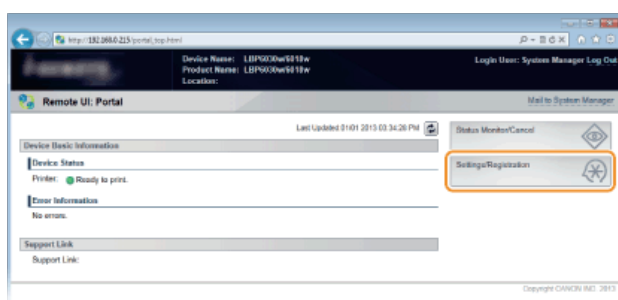 http://192.168.0.215/portal_top.html
Device Name: LBP6030w/6018w
Product Name: LBP6030w/6018w
Location:
Login User: System Manager Log Out
Remote UI: Portal
Mail to System Manager
Last Updated 01/01 2013 03:34:28 PM
Device Basic Information
Device Status
Printer: Ready to print.
Error Information
No errors.
Support Link
Support Link:
Status Monitor/Cancel
Settings/Registration
Copyright CANON INC. 2013